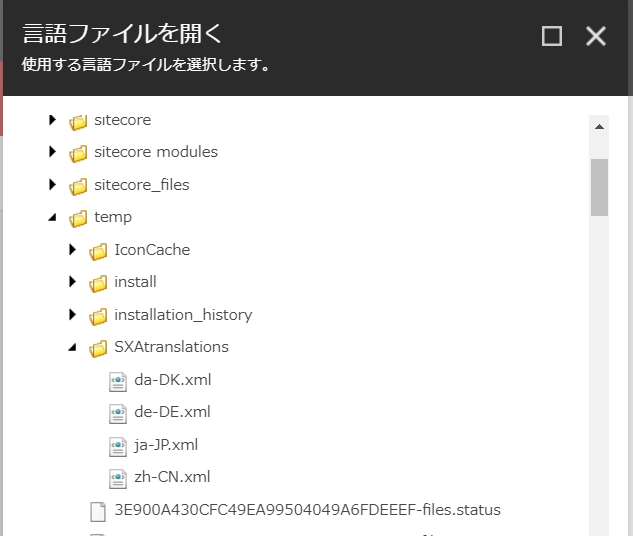 言語ファイルを開く
使用する言語ファイルを選択します。
sitecore
sitecore modules
sitecore_files
temp
IconCache
install
installation_history
SXAtranslations
da-DK.xml
de-DE.xml
ja-JP.xml
zh-CN.xml
3E900A430CFC49EA99504049A6FDEEEF-files.status